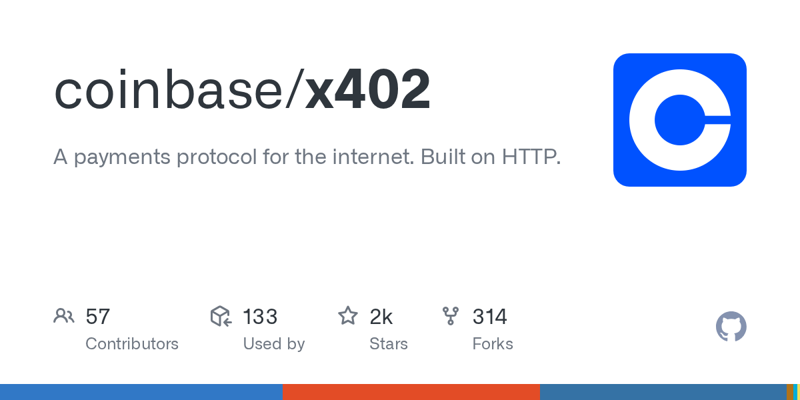 coinbase/x402
A payments protocol for the internet. Built on HTTP.
57 133 2k 314
Contributors Used by Stars Forks